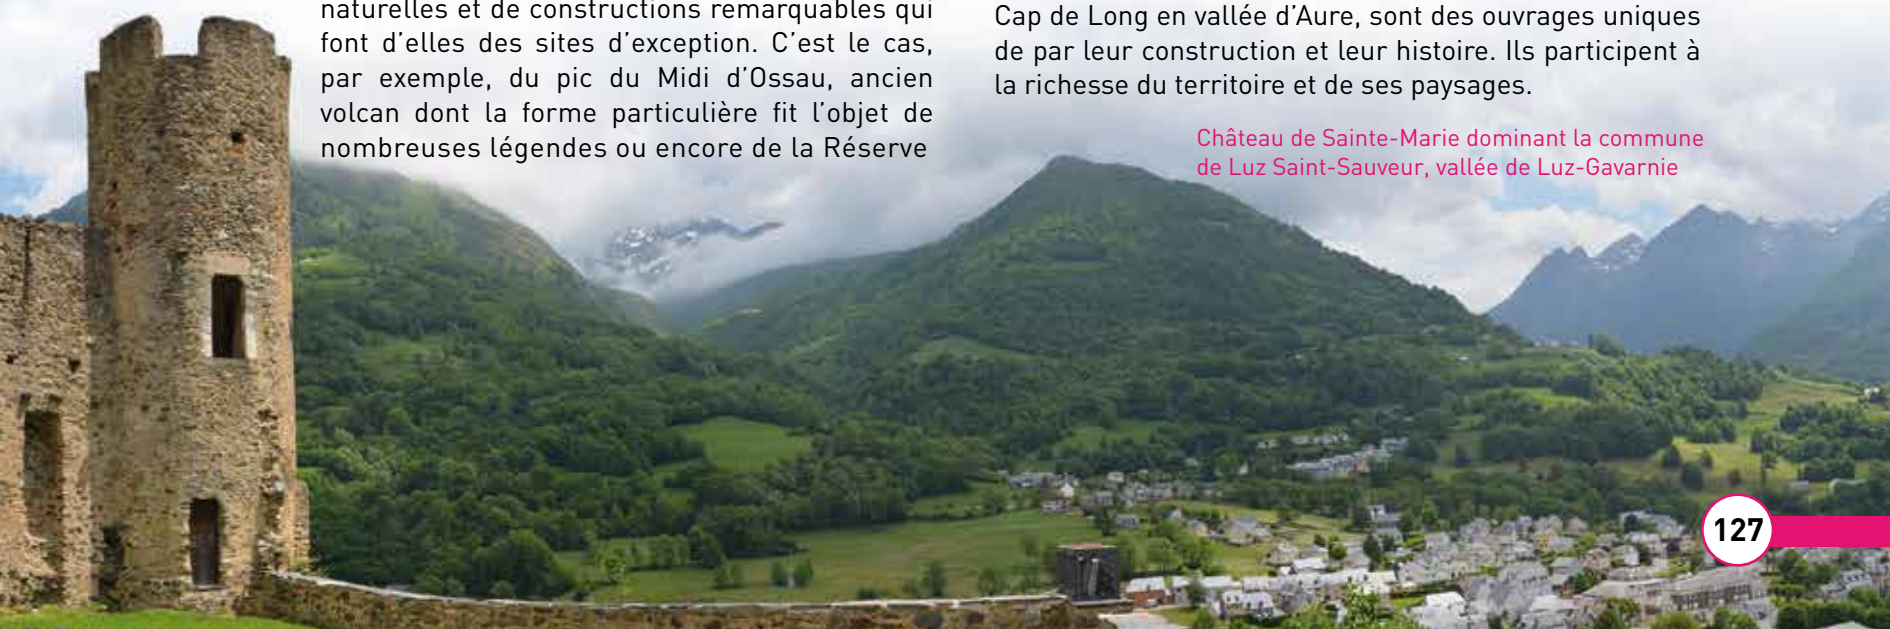 naturelles et de constructions remarquables qui
font d’elles des sites d’exception. C’est le cas,
par exemple, du pic du Midi d’Ossau, ancien
volcan dont la forme particulière fit l’objet de
nombreuses légendes ou encore de la Réserve
Cap de Long en vallée d’Aure, sont des ouvrages uniques
de par leur construction et leur histoire. Ils participent à
la richesse du territoire et de ses paysages.
Château de Sainte-Marie dominant la commune
de Luz Saint-Sauveur, vallée de Luz-Gavarnie
127